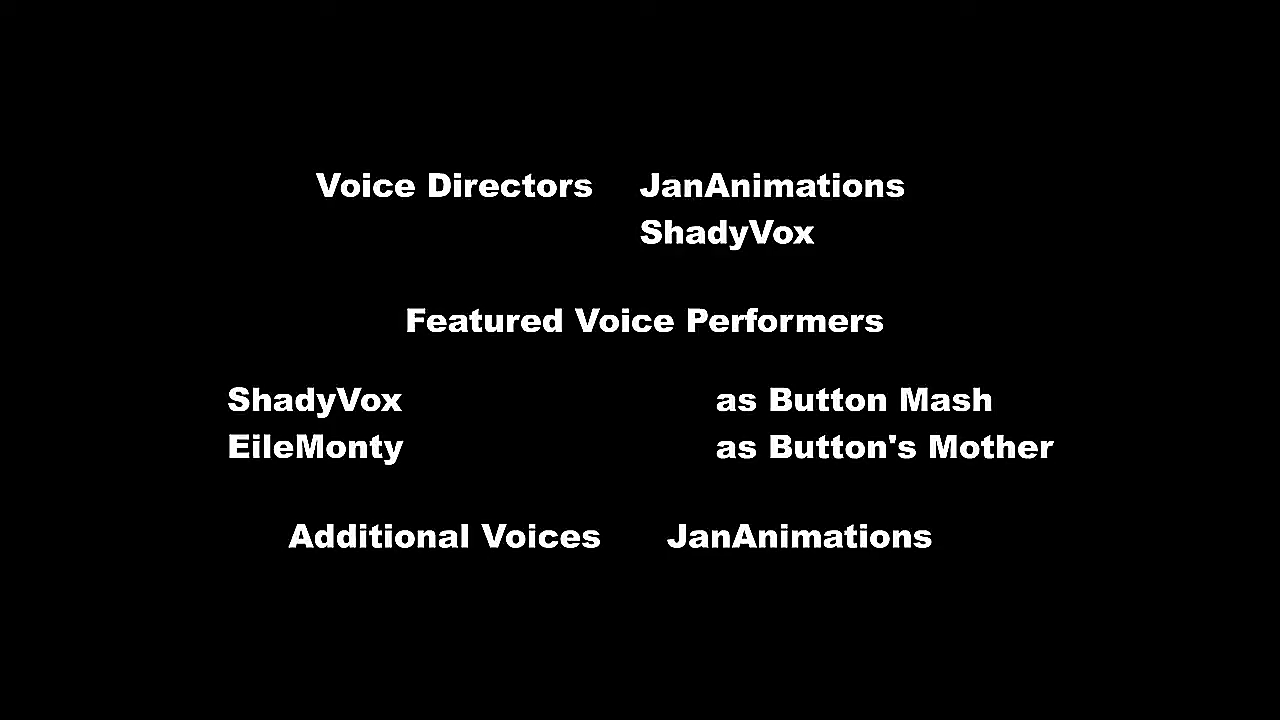 Voice Directors JanAnimations
ShadyVox
Featured Voice Performers
ShadyVox as Button Mash
EileMonty as Button's Mother
Additional Voices JanAnimations